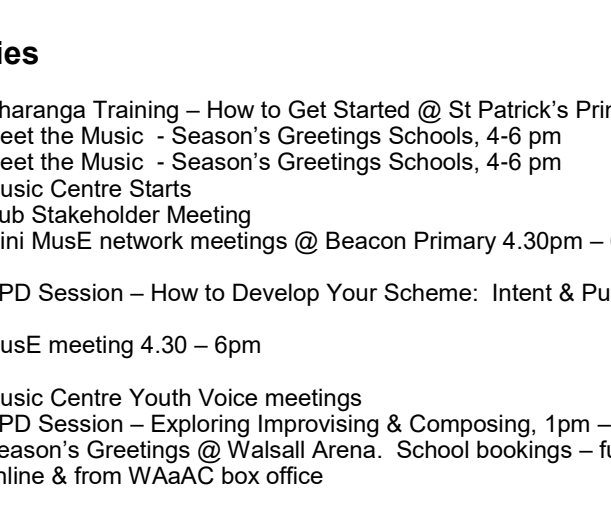 ies
haranga Training – How to Get Started @ St Patrick’s Prin
eet the Music  - Season’s Greetings Schools, 4-6 pm
eet the Music  - Season’s Greetings Schools, 4-6 pm
usic Centre Starts
ub Stakeholder Meeting
ini MusE network meetings @ Beacon Primary 4.30pm –
PD Session – How to Develop Your Scheme:  Intent & Pu
usE meeting 4.30 – 6pm
usic Centre Youth Voice meetings
PD Session – Exploring Improvising & Composing, 1pm –
eason’s Greetings @ Walsall Arena.  School bookings – fu
nline & from WAaAC box office